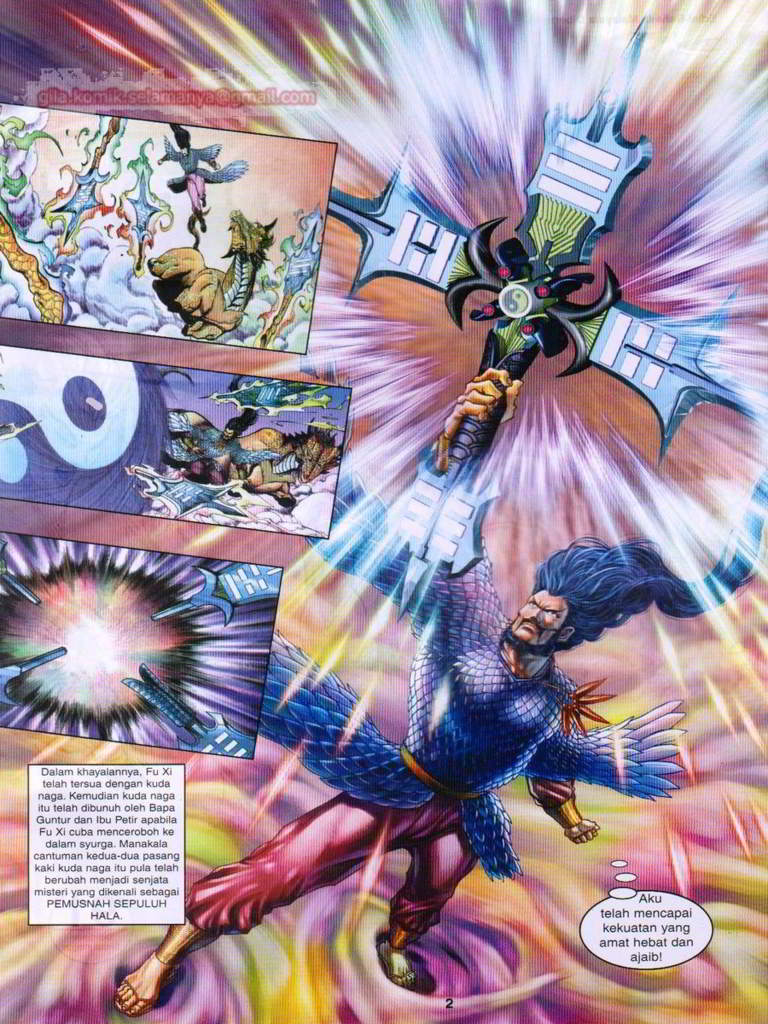 gila.komik.selamanya@gmail.com
Dalam khayalannya, Fu Xi
telah tersua dengan kuda
naga. Kemudian kuda naga
itu telah dibunuh oleh Bapa
Guntur dan Ibu Petir apabila
Fu Xi cuba menceroboh ke
dalam syurga. Manakala
cantuman kedua-dua pasang
kaki kuda naga itu pula telah
berubah menjadi senjata
misteri yang dikenali sebagai
PEMUSNAH SEPULUH
HALA.
Aku
telah mencapai
kekuatan yang
amat hebat dan
ajaib!
2